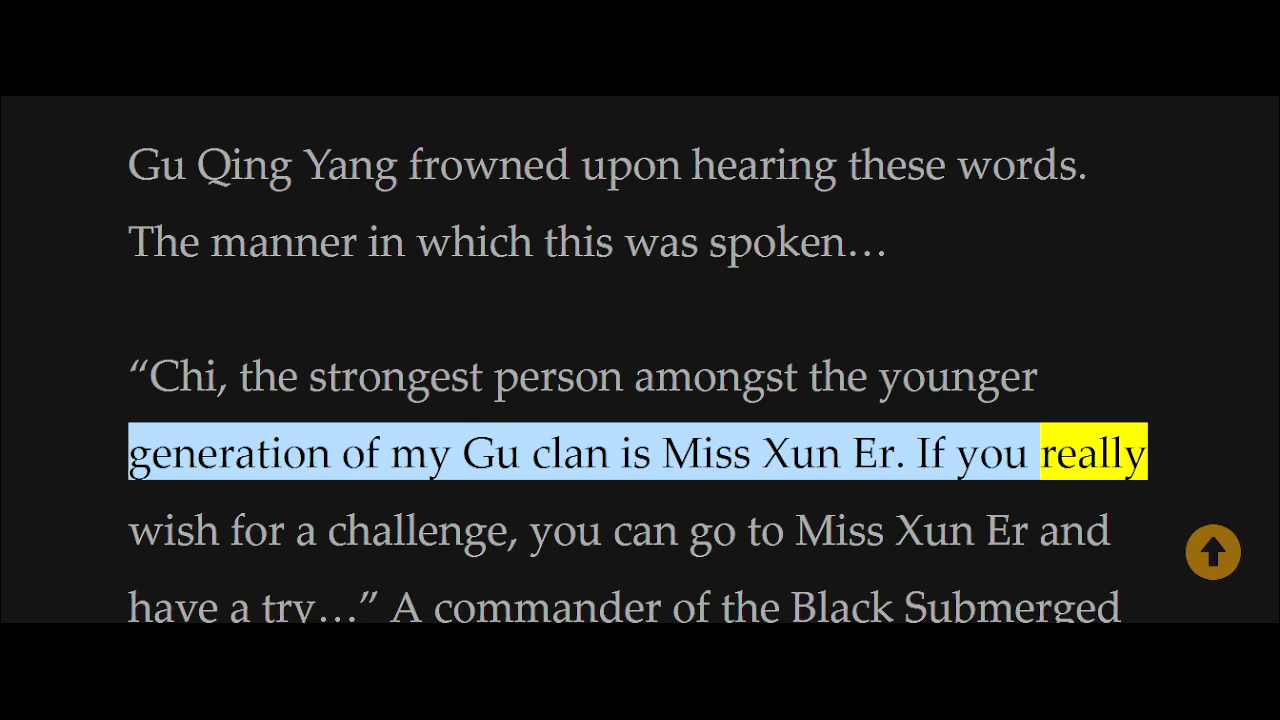 Gu Qing Yang frowned upon hearing these words.
The manner in which this was spoken…
“Chi, the strongest person amongst the younger
generation of my Gu clan is Miss Xun Er. If you really
wish for a challenge, you can go to Miss Xun Er and
have a try…” A commander of the Black Submerged